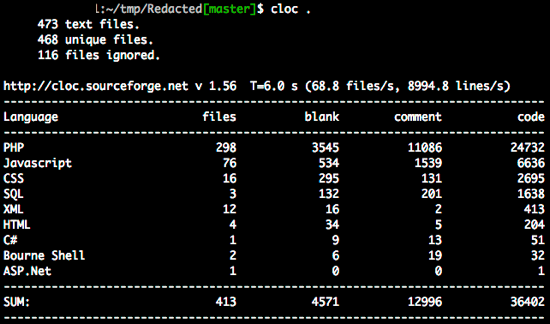 l:~/tmp/Redacted[master]$ cloc .
473 text files.
468 unique files.
116 files ignored.
http://cloc.sourceforge.net v 1.56 T=6.0 s (68.8 files/s, 8994.8 lines/s)
-------------------------------------------------------------------------------
Language files blank comment code
-------------------------------------------------------------------------------
PHP 298 3545 11086 24732
Javascript 76 534 1539 6636
CSS 16 295 131 2695
SQL 3 132 201 1638
XML 12 16 2 413
HTML 4 34 5 204
C# 1 9 13 51
Bourne Shell 2 6 19 32
ASP.Net 1 0 0 1
-------------------------------------------------------------------------------
SUM: 413 4571 12996 36402
-------------------------------------------------------------------------------